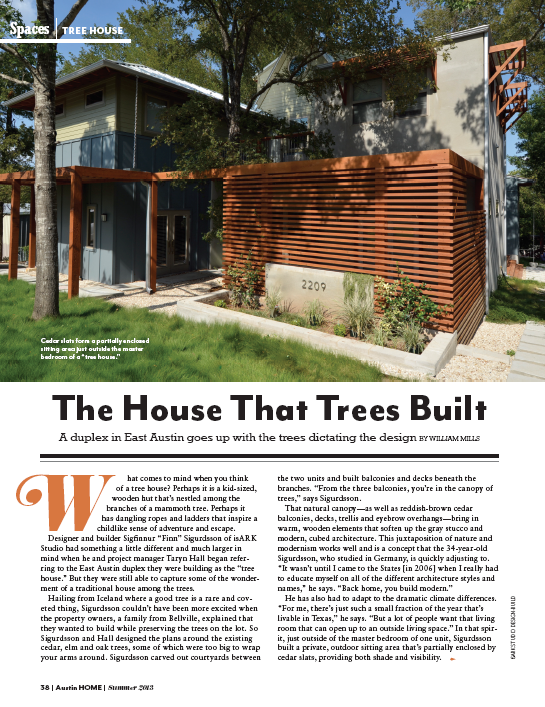 Spaces | TREE HOUSE
2209
Cedar slats form a partially enclosed
sitting area just outside the master
bedroom of a "tree house."
The House That Trees Built
A duplex in East Austin goes up with the trees dictating the design BY WILLIAM MILLS
What comes to mind when you think
of a tree house? Perhaps it is a kid-sized,
wooden hut that's nestled among the
branches of a mammoth tree. Perhaps it
has dangling ropes and ladders that inspire a
childlike sense of adventure and escape.
Designer and builder Sigfinnur "Finn" Sigurdsson of isARK
Studio had something a little different and much larger in
mind when he and project manager Taryn Hall began refer-
ring to the East Austin duplex they were building as the "tree
house." But they were still able to capture some of the wonder-
ment of a traditional house among the trees.
Hailing from Iceland where a good tree is a rare and cov-
eted thing, Sigurdsson couldn't have been more excited when
the property owners, a family from Bellville, explained that
they wanted to build while preserving the trees on the lot. So
Sigurdsson and Hall designed the plans around the existing
cedar, elm and oak trees, some of which were too big to wrap
your arms around. Sigurdsson carved out courtyards between
the two units and built balconies and decks beneath the
branches. "From the three balconies, you're in the canopy of
trees," says Sigurdsson.
That natural canopy—as well as reddish-brown cedar
balconies, decks, trellis and eyebrow overhangs—bring in
warm, wooden elements that soften up the gray stucco and
modern, cubed architecture. This juxtaposition of nature and
modernism works well and is a concept that the 34-year-old
Sigurdsson, who studied in Germany, is quickly adjusting to.
"It wasn't until I came to the States [in 2006] when I really had
to educate myself on all of the different architecture styles and
names," he says. "Back home, you build modern."
He has also had to adapt to the dramatic climate differences.
"For me, there's just such a small fraction of the year that's
livable in Texas," he says. "But a lot of people want that living
room that can open up to an outside living space." In that spir-
it, just outside of the master bedroom of one unit, Sigurdsson
built a private, outdoor sitting area that's partially enclosed by
cedar slats, providing both shade and visibility.
ISARK STUDIO DESIGN-BUILD
38 | Austin HOME | Summer 2013